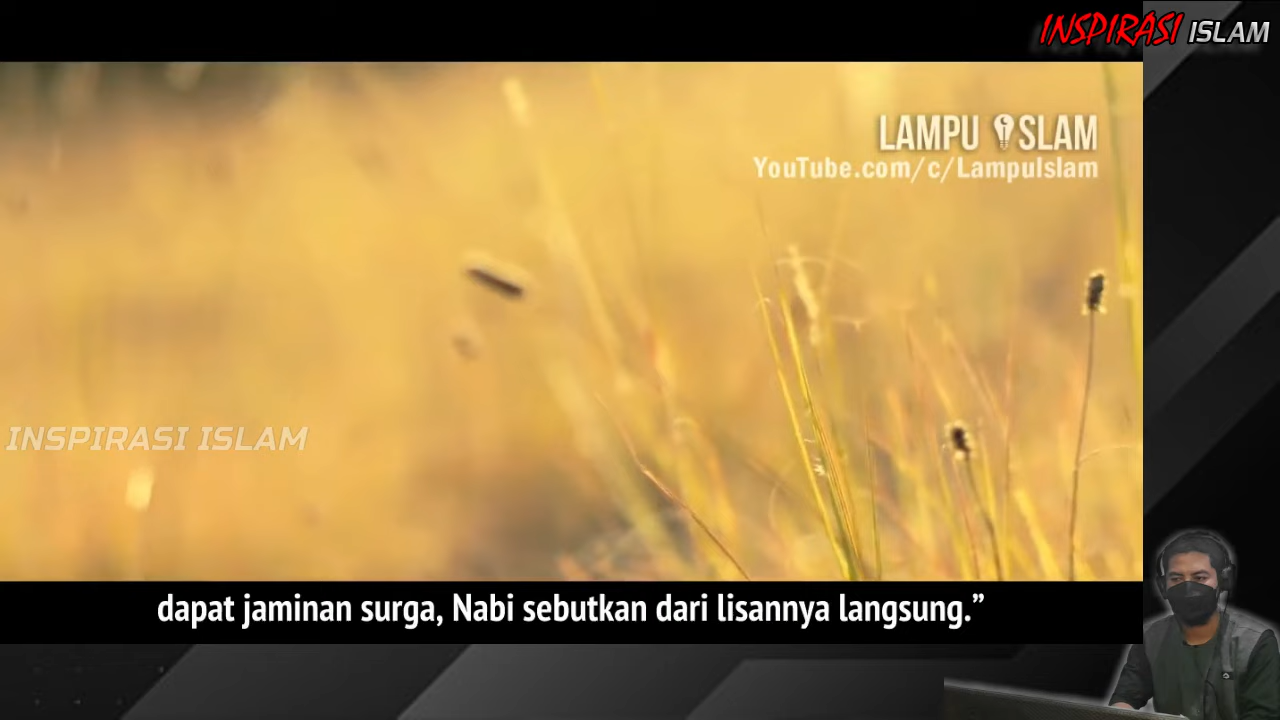 INSPIRASI ISLAM
LAMPU ISLAM
YouTube.com/c/LampuIslam
INSPIRASI ISLAM
dapat jaminan surga, Nabi sebutkan dari lisannya langsung.”